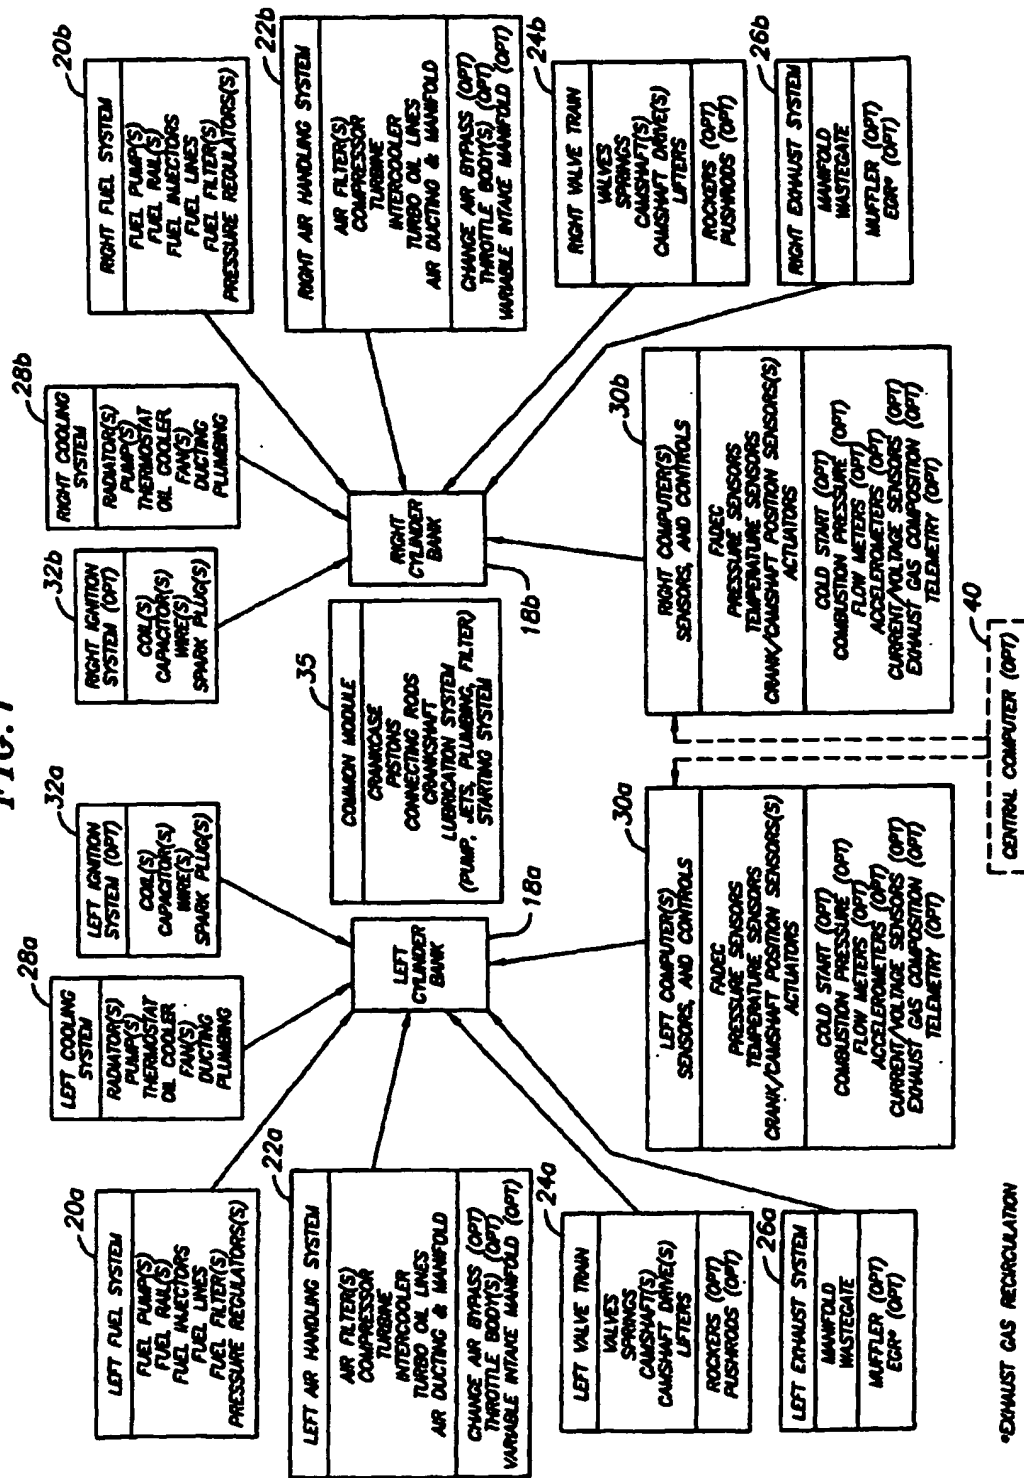 FIG. 1
20a
LEFT FUEL SYSTEM
FUEL PUMP(S)
FUEL RAIL(S)
FUEL INJECTORS
FUEL LINES
FUEL FILTER(S)
PRESSURE REGULATORS(S)
22a
LEFT AIR HANDLING SYSTEM
AIR FILTER(S)
COMPRESSOR
TURBINE
INTERCOOLER
TURBO OIL LINES
AIR DUCTING & MANIFOLD
CHANGE AIR BYPASS (OPT)
THROTTLE BODY(S) (OPT)
VARIABLE INTAKE MANIFOLD (OPT)
24a
LEFT VALVE TRAIN
VALVES
SPRINGS
CAMSHAFT(S)
CAMSHAFT DRIVE(S)
LIFTERS
ROCKERS (OPT)
PUSHRODS (OPT)
26a
LEFT EXHAUST SYSTEM
MANIFOLD
WASTEGATE
MUFFLER (OPT)
EGR* (OPT)
28a
LEFT COOLING
SYSTEM
RADIATOR(S)
PUMP(S)
THERMOSTAT
OIL COOLER
FAN(S)
DUCTING
PLUMBING
32a
LEFT IGNITION
SYSTEM (OPT)
COIL(S)
CAPACITOR(S)
WIRE(S)
SPARK PLUG(S)
LEFT
CYLINDER
BANK
18a
30a
LEFT COMPUTER(S)
SENSORS, AND CONTROLS
FADEC
PRESSURE SENSORS
TEMPERATURE SENSORS
CRANK/CAMSHAFT POSITION SENSORS(S)
ACTUATORS
COLD START (OPT)
COMBUSTION PRESSURE (OPT)
FLOW METERS (OPT)
ACCELEROMETERS (OPT)
CURRENT/VOLTAGE SENSORS (OPT)
EXHAUST GAS COMPOSITION (OPT)
TELEMETRY (OPT)
35
COMMON MODULE
CRANKCASE
PISTONS
CONNECTING RODS
CRANKSHAFT
LUBRICATION SYSTEM
(PUMP, JETS, PLUMBING, FILTER)
STARTING SYSTEM
32b
RIGHT IGNITION
SYSTEM (OPT)
COIL(S)
CAPACITOR(S)
WIRE(S)
SPARK PLUG(S)
28b
RIGHT COOLING
SYSTEM
RADIATOR(S)
PUMP(S)
THERMOSTAT
OIL COOLER
FAN(S)
DUCTING
PLUMBING
RIGHT
CYLINDER
BANK
18b
20b
RIGHT FUEL SYSTEM
FUEL PUMP(S)
FUEL RAIL(S)
FUEL INJECTORS
FUEL LINES
FUEL FILTER(S)
PRESSURE REGULATORS(S)
22b
RIGHT AIR HANDLING SYSTEM
AIR FILTER(S)
COMPRESSOR
TURBINE
INTERCOOLER
TURBO OIL LINES
AIR DUCTING & MANIFOLD
CHANGE AIR BYPASS (OPT)
THROTTLE BODY(S) (OPT)
VARIABLE INTAKE MANIFOLD (OPT)
24b
RIGHT VALVE TRAIN
VALVES
SPRINGS
CAMSHAFT(S)
CAMSHAFT DRIVE(S)
LIFTERS
ROCKERS (OPT)
PUSHRODS (OPT)
26b
RIGHT EXHAUST SYSTEM
MANIFOLD
WASTEGATE
MUFFLER (OPT)
EGR* (OPT)
30b
RIGHT COMPUTER(S)
SENSORS, AND CONTROLS
FADEC
PRESSURE SENSORS
TEMPERATURE SENSORS
CRANK/CAMSHAFT POSITION SENSORS(S)
ACTUATORS
COLD START (OPT)
COMBUSTION PRESSURE (OPT)
FLOW METERS (OPT)
ACCELEROMETERS (OPT)
CURRENT/VOLTAGE SENSORS (OPT)
EXHAUST GAS COMPOSITION (OPT)
TELEMETRY (OPT)
40
CENTRAL COMPUTER (OPT)
*EXHAUST GAS RECIRCULATION